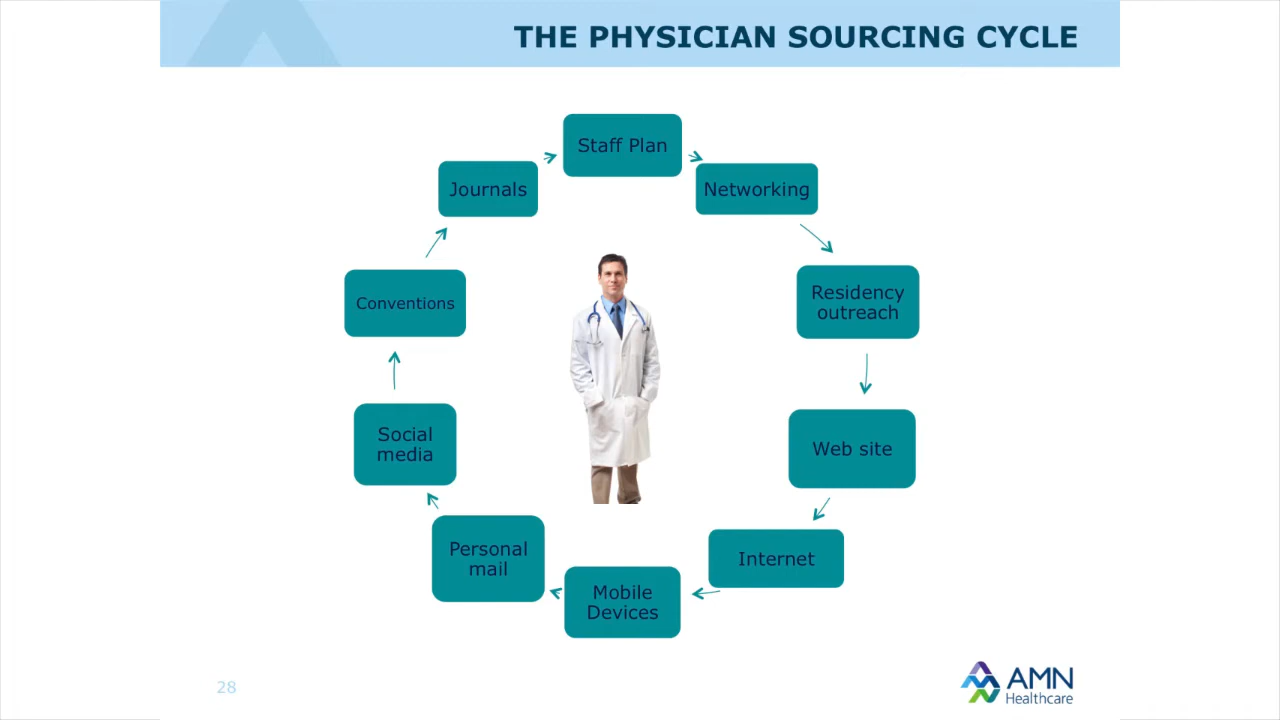 THE PHYSICIAN SOURCING CYCLE
Staff Plan
Networking
Residency
outreach
Web site
Internet
Mobile
Devices
Personal
mail
Social
media
Conventions
Journals
28
AMN
Healthcare